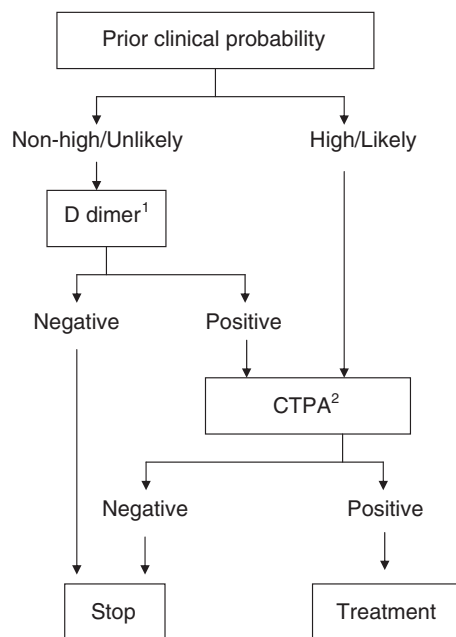 Prior clinical probability
Non-high/Unlikely
High/Likely
D dimer¹
Negative
Positive
CTPA²
Negative
Positive
Stop
Treatment